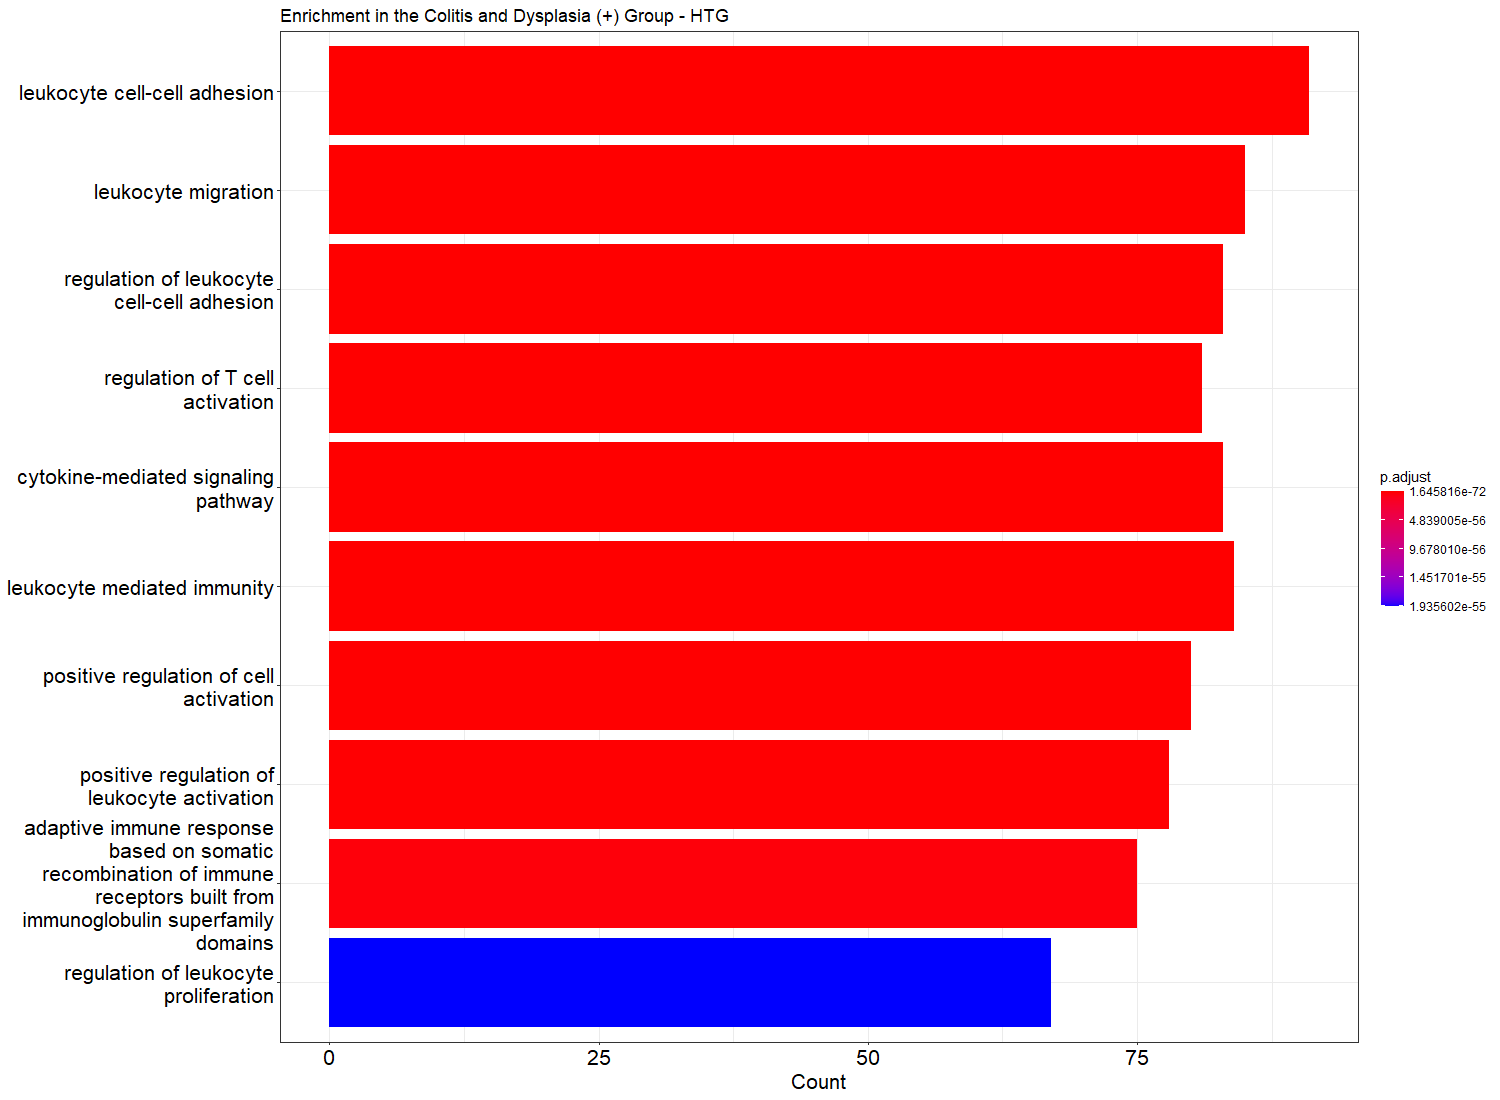 Enrichment in the Colitis and Dysplasia (+) Group - HTG
leukocyte cell-cell adhesion
leukocyte migration
regulation of leukocyte
cell-cell adhesion
regulation of T cell
activation
cytokine-mediated signaling
pathway
leukocyte mediated immunity
positive regulation of cell
activation
positive regulation of
leukocyte activation
adaptive immune response
based on somatic
recombination of immune
receptors built from
immunoglobulin superfamily
domains
regulation of leukocyte
proliferation
0
25
50
75
Count
p.adjust
1.645816e-72
4.839005e-56
9.678010e-56
1.451701e-55
1.935602e-55